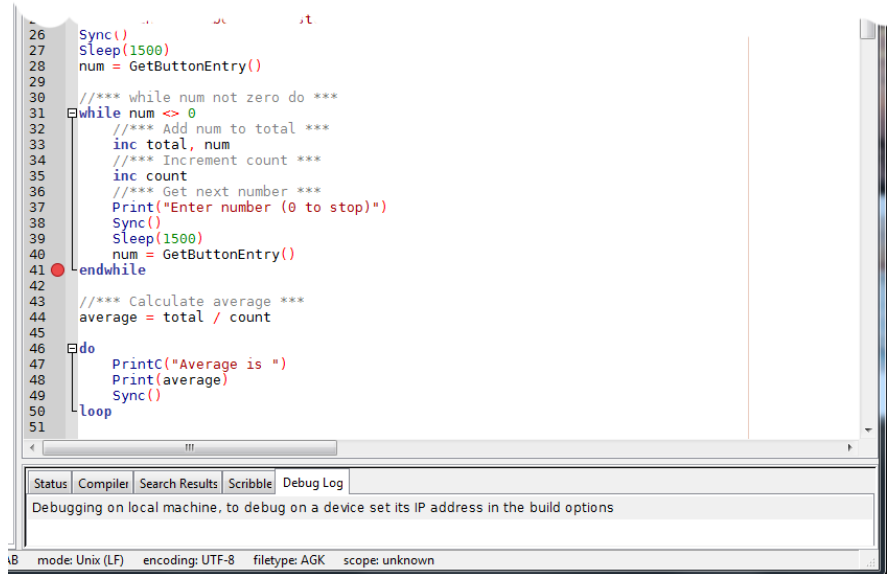 26 Sync()
27 Sleep(1500)
28 num = GetButtonEntry()
29
30 //*** while num not zero do ***
31 while num <> 0
32 //*** Add num to total ***
33 inc total, num
34 //*** Increment count ***
35 inc count
36 //*** Get next number ***
37 Print("Enter number (0 to stop)")
38 Sync()
39 Sleep(1500)
40 num = GetButtonEntry()
41 endwhile
42
43 //*** Calculate average ***
44 average = total / count
45
46 do
47 PrintC("Average is ")
48 Print(average)
49 Sync()
50 loop
51
Status Compiler Search Results Scribble Debug Log
Debugging on local machine, to debug on a device set its IP address in the build options
AB mode: Unix (LF) encoding: UTF-8 filetype: AGK scope: unknown